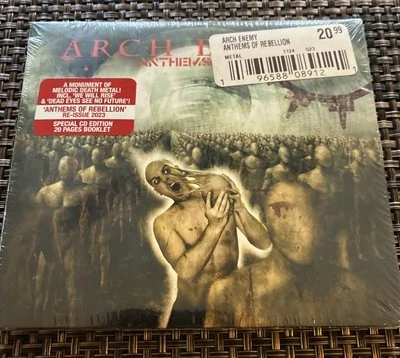 ARCH E
ANTHEMS
ARCH ENEMY
ANTHEMS OF REBELLION
20.99
METAL 1124 523
1 96588 08912
A MONUMENT OF
MELODIC DEATH METAL!
INCL. 'WE WILL RISE'
& 'DEAD EYES SEE NO FUTURE'!
'ANTHEMS OF REBELLION'
RE-ISSUE 2023
SPECIAL CD EDITION
20 PAGES BOOKLET